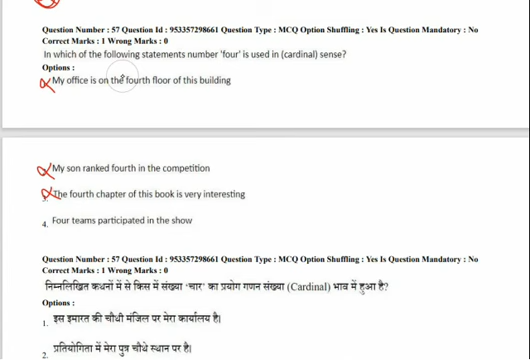 Question Number : 57 Question Id : 953357298661 Question Type : MCQ Option Shuffling : Yes Is Question Mandatory : No
Correct Marks : 1 Wrong Marks : 0
In which of the following statements number 'four' is used in (cardinal) sense?
Options :
My office is on the fourth floor of this building
My son ranked fourth in the competition
The fourth chapter of this book is very interesting
4. Four teams participated in the show
Question Number : 57 Question Id : 953357298661 Question Type : MCQ Option Shuffling : Yes Is Question Mandatory : No
Correct Marks : 1 Wrong Marks : 0
निम्नलिखित कथनों में से किस में संख्या 'चार' का प्रयोग गणन संख्या (Cardinal) भाव में हुआ है?
Options :
1. इस इमारत की चौथी मंजिल पर मेरा कार्यालय है।
2. प्रतियोगिता में मेरा पुत्र चौथे स्थान पर है।